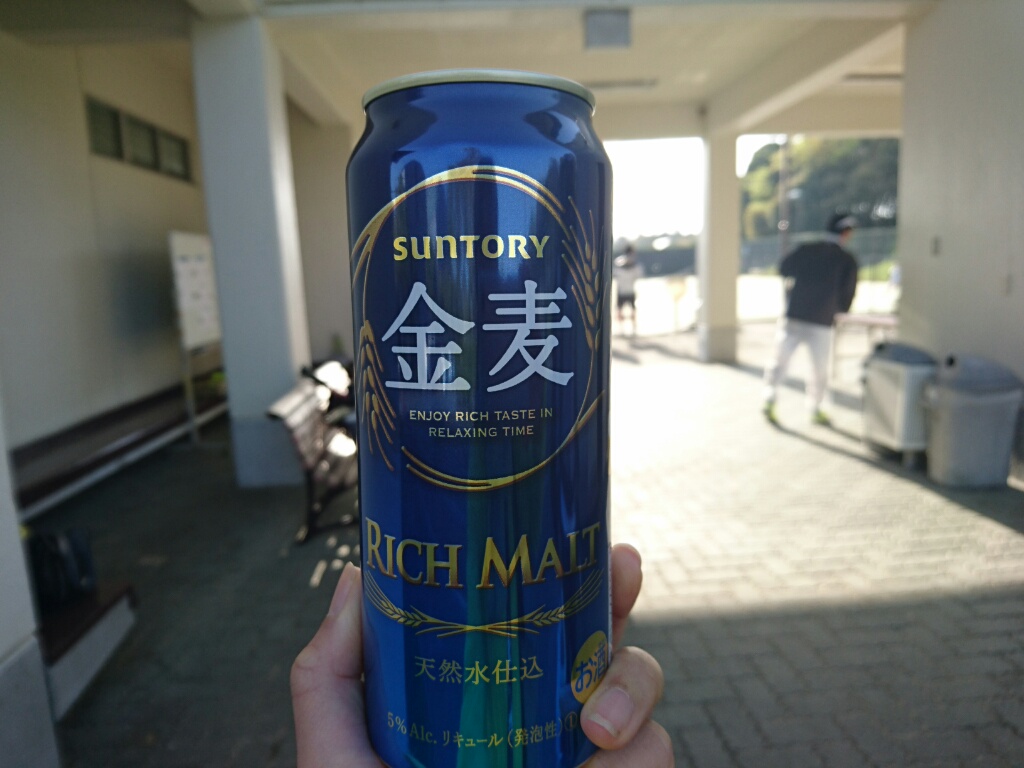 SUNTORY
金麦
ENJOY RICH TASTE IN
RELAXING TIME
RICH MALT
天然水仕込
お酒
5% Alc. リキュール(発泡性)①